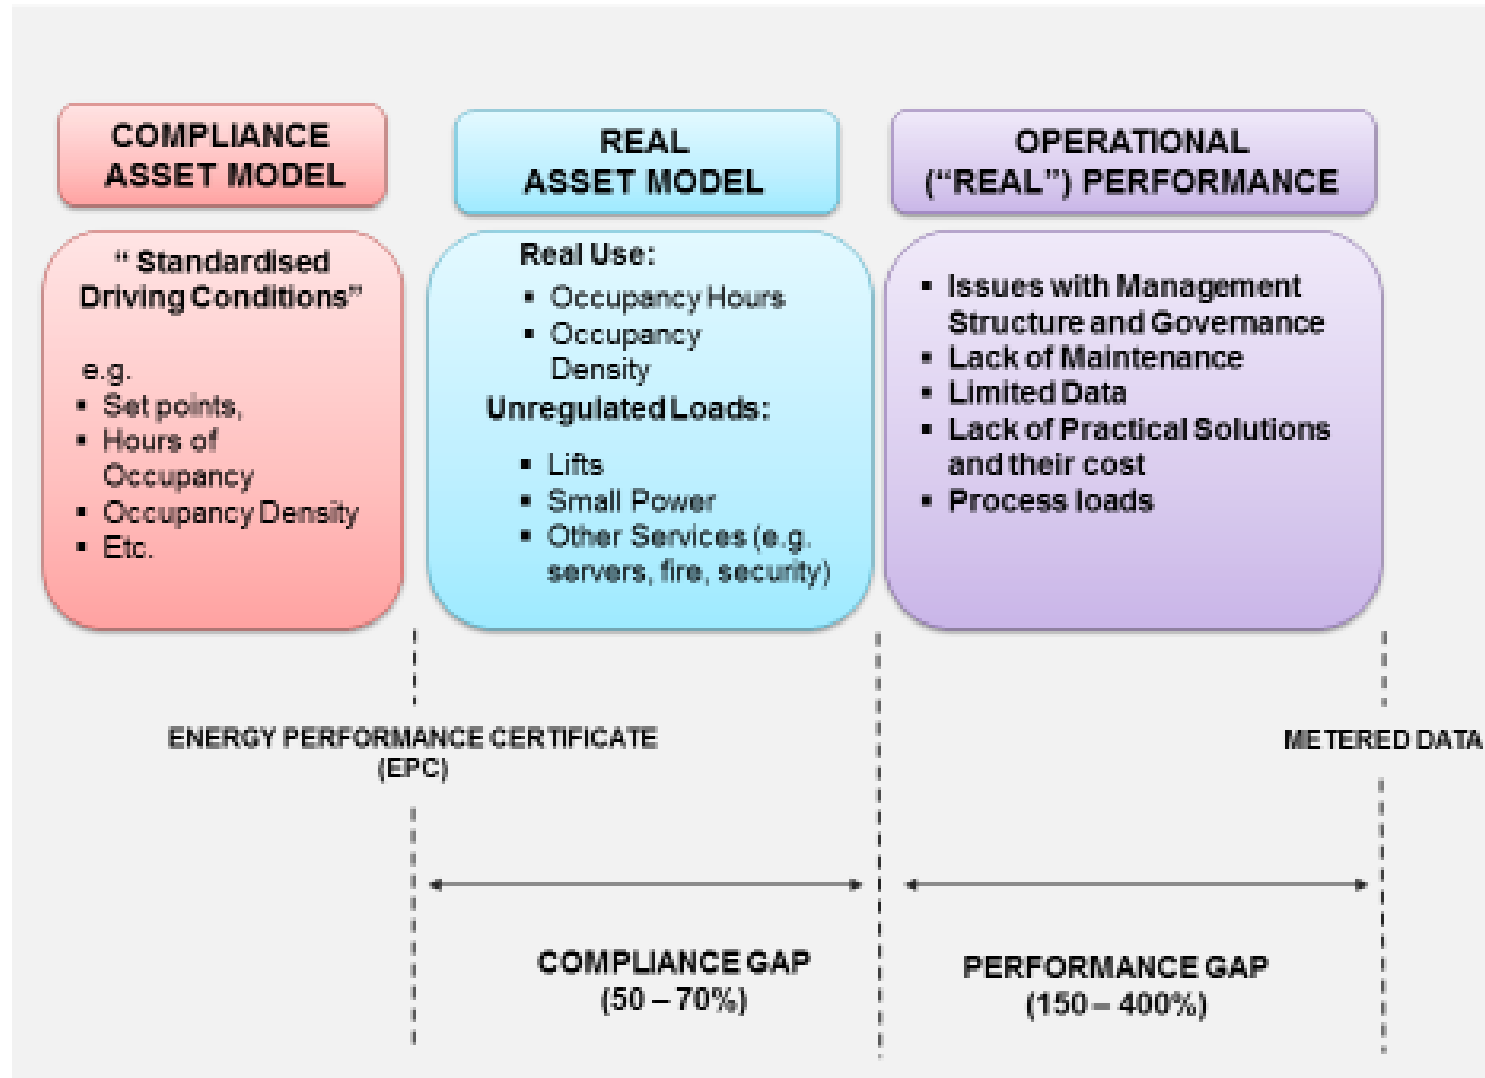 COMPLIANCE
ASSET MODEL
“ Standardised
Driving Conditions”
e.g.
▪ Set points,
▪ Hours of
Occupancy
▪ Occupancy Density
▪ Etc.
REAL
ASSET MODEL
Real Use:
▪ Occupancy Hours
▪ Occupancy
Density
Unregulated Loads:
▪ Lifts
▪ Small Power
▪ Other Services (e.g.
servers, fire, security)
OPERATIONAL
(“REAL”) PERFORMANCE
▪ Issues with Management
Structure and Governance
▪ Lack of Maintenance
▪ Limited Data
▪ Lack of Practical Solutions
and their cost
▪ Process loads
ENERGY PERFORMANCE CERTIFICATE
(EPC)
METERED DATA
COMPLIANCE GAP
(50 – 70%)
PERFORMANCE GAP
(150 – 400%)